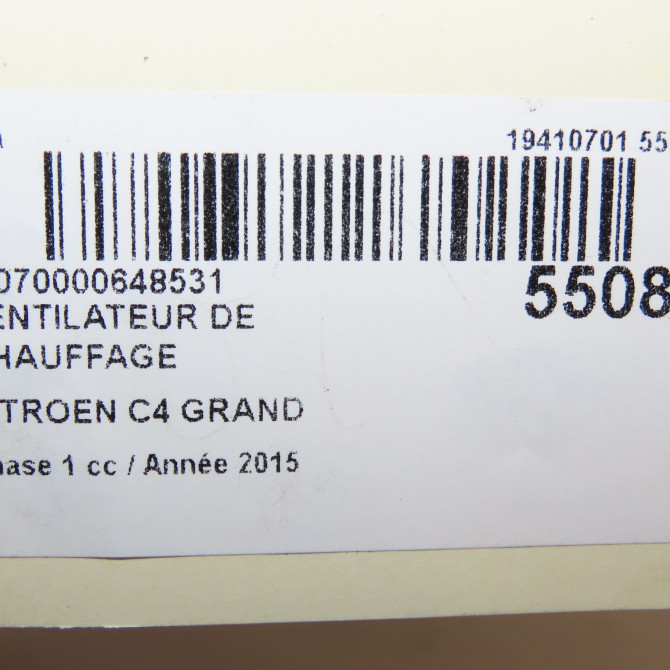 19410701 55
070000648531
5508
ENTILATEUR DE
HAUFFAGE
TROEN C4 GRAND
hase 1 cc / Année 2015